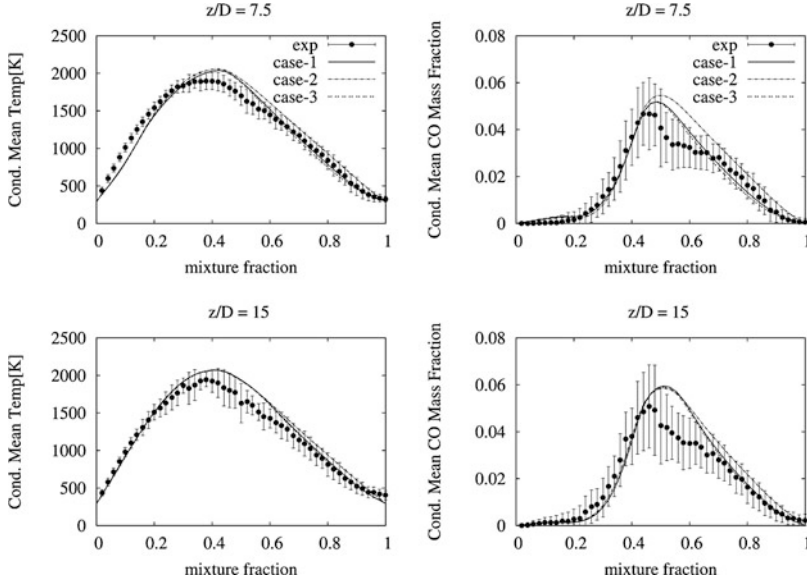 z/D = 7.5
Cond. Mean Temp[K]
2500
2000
1500
1000
500
0
0
0.2
0.4
0.6
0.8
1
mixture fraction
exp
case-1
case-2
case-3
z/D = 7.5
Cond. Mean CO Mass Fraction
0.08
0.06
0.04
0.02
0
0
0.2
0.4
0.6
0.8
1
mixture fraction
exp
case-1
case-2
case-3
z/D = 15
Cond. Mean Temp[K]
2500
2000
1500
1000
500
0
0
0.2
0.4
0.6
0.8
1
mixture fraction
z/D = 15
Cond. Mean CO Mass Fraction
0.08
0.06
0.04
0.02
0
0
0.2
0.4
0.6
0.8
1
mixture fraction